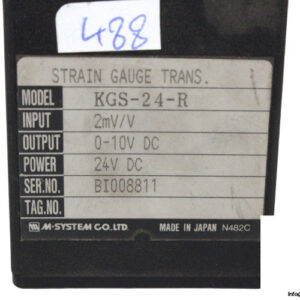 488
STRAIN GAUGE TRANS.
MODEL KGS-24-R
INPUT 2mV/V
OUTPUT 0-10V DC
POWER 24V DC
SER.NO. BI008811
TAG.NO.
M-SYSTEM CO.,LTD. MADE IN JAPAN N482C